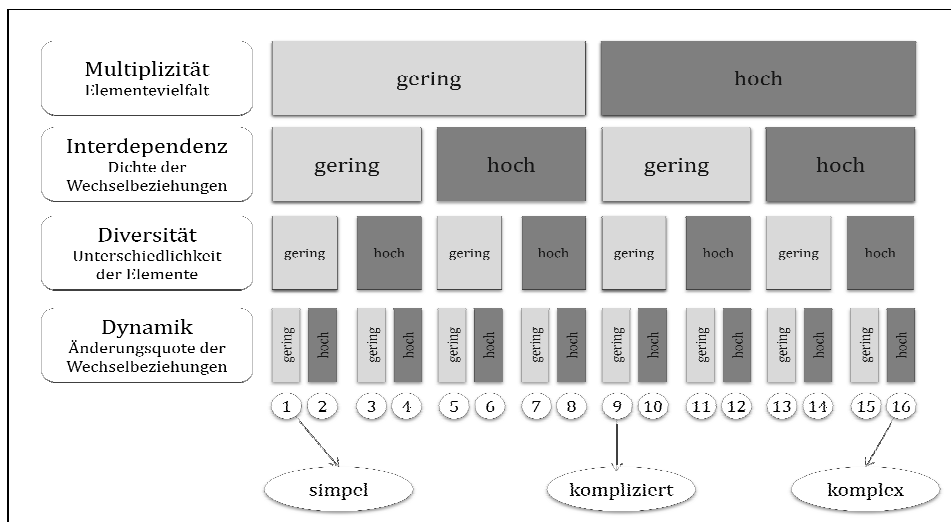 Multiplizität
Elementevielfalt
gering
hoch
Interdependenz
Dichte der
Wechselbeziehungen
gering
hoch
gering
hoch
Diversität
Unterschiedlichkeit
der Elemente
gering
hoch
gering
hoch
gering
hoch
gering
hoch
Dynamik
Änderungsquote der
Wechselbeziehungen
gering
hoch
gering
hoch
gering
hoch
gering
hoch
gering
hoch
gering
hoch
gering
hoch
gering
hoch
1 2 3 4 5 6 7 8 9 10 11 12 13 14 15 16
simpel
kompliziert
komplex